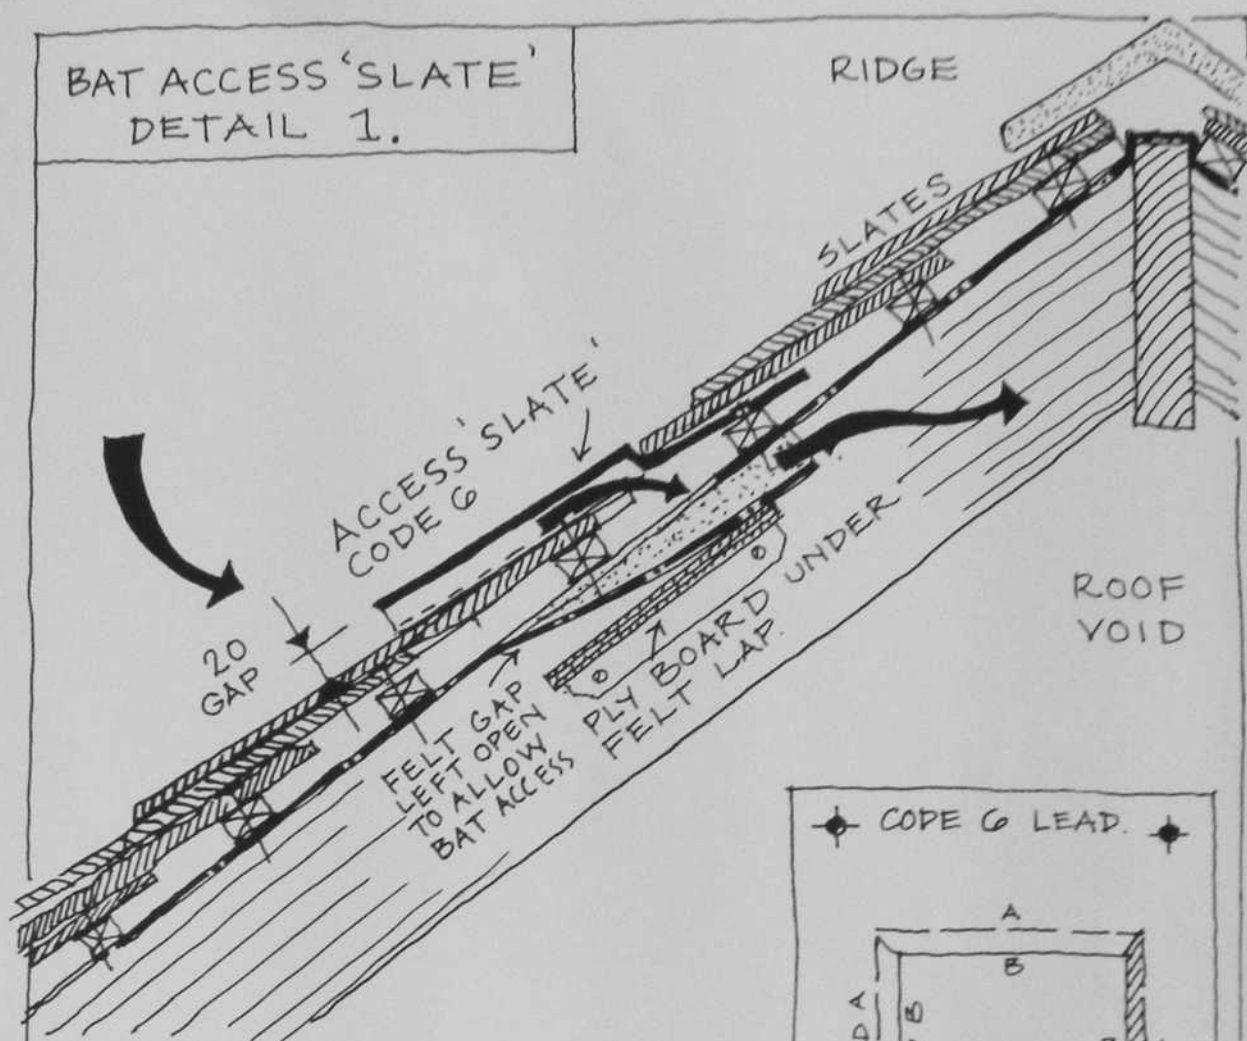 BAT ACCESS 'SLATE'
DETAIL 1.
RIDGE
SLATES
ACCESS 'SLATE'
CODE 6
20
GAP
FELT GAP
LEFT OPEN
TO ALLOW
BAT ACCESS
PLY BOARD UNDER
FELT LAP.
ROOF
VOID
CODE 6 LEAD.
A
B
A
B
D